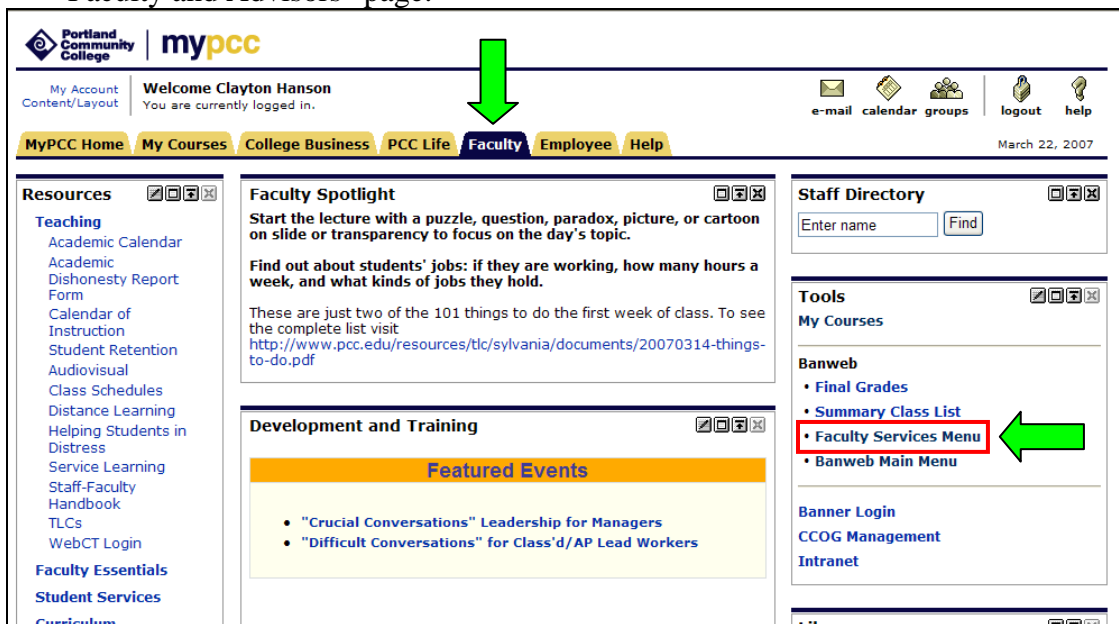 "Faculty and Advisors" page.
Portland
Community
College
mypcc
My Account
Content/Layout
Welcome Clayton Hanson
You are currently logged in.
e-mail calendar groups logout help
MyPCC Home My Courses College Business PCC Life Faculty Employee Help
March 22, 2007
Resources
Teaching
Academic Calendar
Academic
Dishonesty Report
Form
Calendar of
Instruction
Student Retention
Audiovisual
Class Schedules
Distance Learning
Helping Students in
Distress
Service Learning
Staff-Faculty
Handbook
TLCs
WebCT Login
Faculty Essentials
Student Services
Curriculum
Faculty Spotlight
Start the lecture with a puzzle, question, paradox, picture, or cartoon
on slide or transparency to focus on the day's topic.
Find out about students' jobs: if they are working, how many hours a
week, and what kinds of jobs they hold.
These are just two of the 101 things to do the first week of class. To see
the complete list visit
http://www.pcc.edu/resources/tlc/sylvania/documents/20070314-things-
to-do.pdf
Development and Training
Featured Events
• "Crucial Conversations" Leadership for Managers
• "Difficult Conversations" for Class'd/AP Lead Workers
Staff Directory
Enter name Find
Tools
My Courses
Banweb
• Final Grades
• Summary Class List
• Faculty Services Menu
• Banweb Main Menu
Banner Login
CCOG Management
Intranet